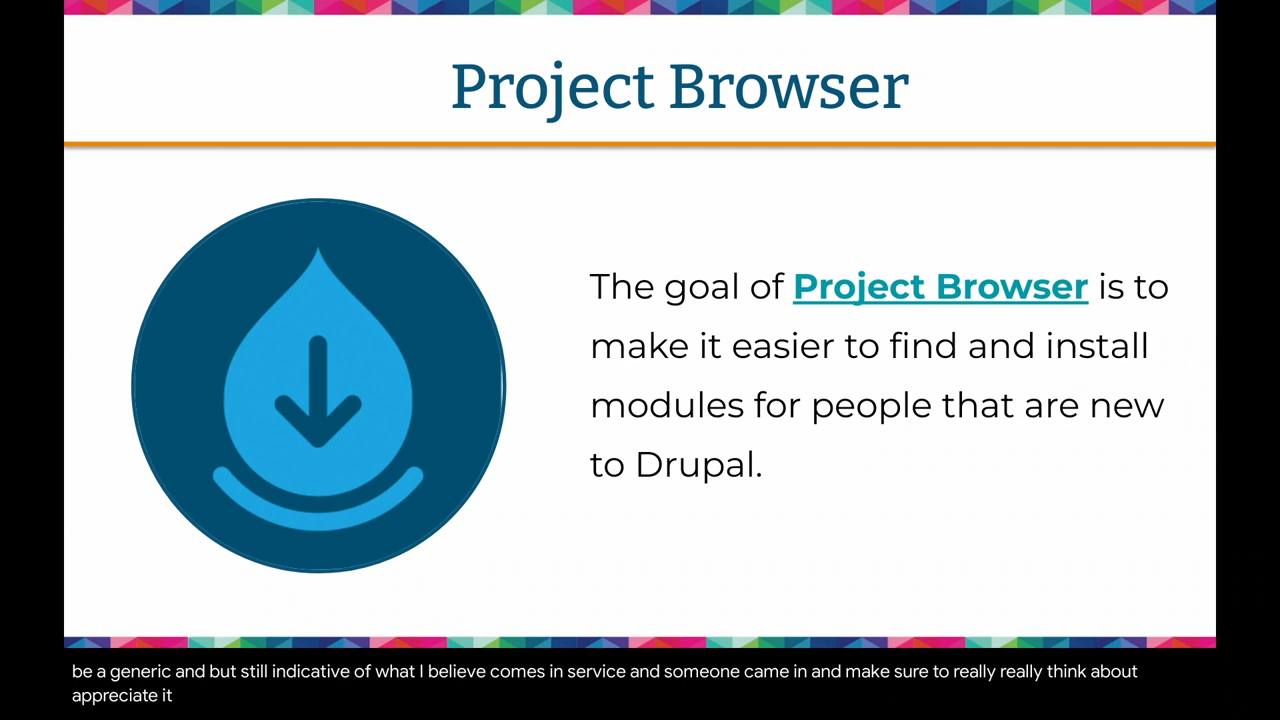 Project Browser
The goal of Project Browser is to
make it easier to find and install
modules for people that are new
to Drupal.
be a generic and but still indicative of what I believe comes in service and someone came in and make sure to really really think about
appreciate it